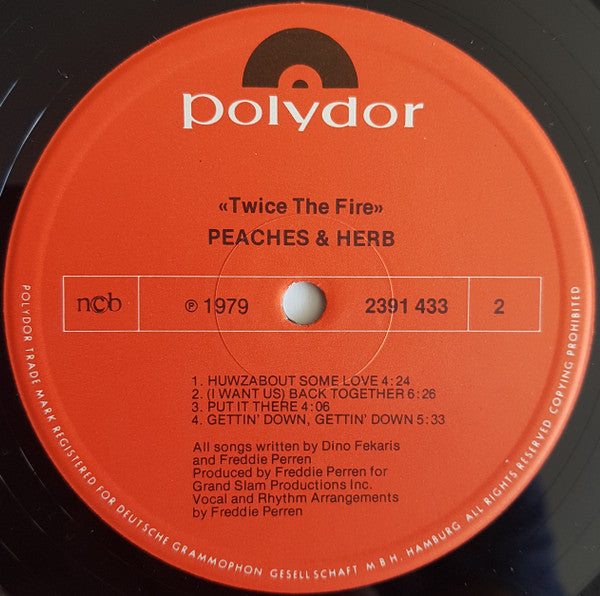 polydor
«Twice The Fire»
PEACHES & HERB
ncb
℗ 1979
2391 433
2
1. HUWZABOUT SOME LOVE 4:24
2. (I WANT US) BACK TOGETHER 6:26
3. PUT IT THERE 4:06
4. GETTIN' DOWN, GETTIN' DOWN 5:33
All songs written by Dino Fekaris
and Freddie Perren
Produced by Freddie Perren for
Grand Slam Productions Inc.
Vocal and Rhythm Arrangements
by Freddie Perren
POLYDOR TRADE MARK REGISTERED FOR DEUTSCHE GRAMMOPHON GESELLSCHAFT M B H, HAMBURG ALL RIGHTS RESERVED COPYING PROHIBITED